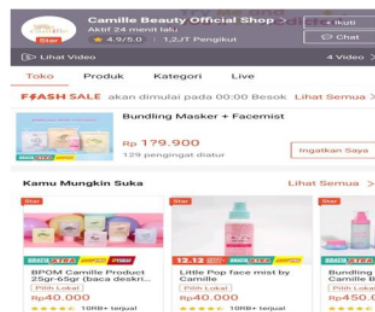 Camille Beauty Official Shop
+ Ikuti
Aktif 24 menit lalu
Star
4.9/5.0
1,2JT Pengikut
Chat
Lihat Video
4 Video >
Toko
Produk
Kategori
Live
FLASH SALE akan dimulai pada 00:00 Besok
Lihat Semua >
Bundling Masker + Facemist
Rp 179.900
129 pengingat diatur
Ingatkan Saya
Kamu Mungkin Suka
Lihat Semua >
Star
Star
Star
12.12
BPOM Camille Product
25gr-65gr (baca deskri...
Pilih Lokal
Rp40.000
10RB+ terjual
Little Pop face mist by
Camille
Pilih Lokal
Rp40.000
10RB+ terjual
Bundling
Camille B
Pilih Loka
Rp450.0